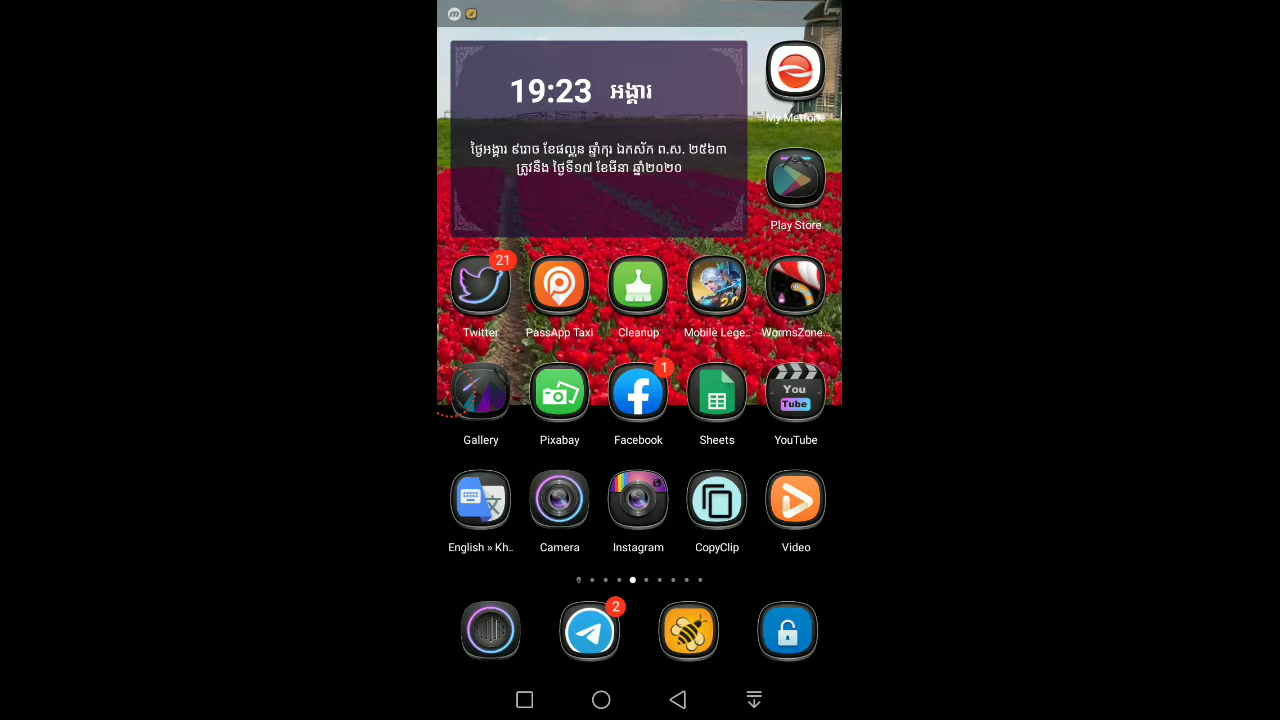 19:23 អង្គារ
ថ្ងៃអង្គារ ៩រោច ខែផល្គុន ឆ្នាំកុរ ឯកស័ក ព.ស. ២៥៦៣
ត្រូវនឹង ថ្ងៃទី១៧ ខែមីនា ឆ្នាំ២០២០
My Metfone
Play Store
21
Twitter
PassApp Taxi
Cleanup
Mobile Lege..
WormsZone...
1
You
Tube
Gallery
Pixabay
Facebook
Sheets
YouTube
English » Kh..
Camera
Instagram
CopyClip
Video
2